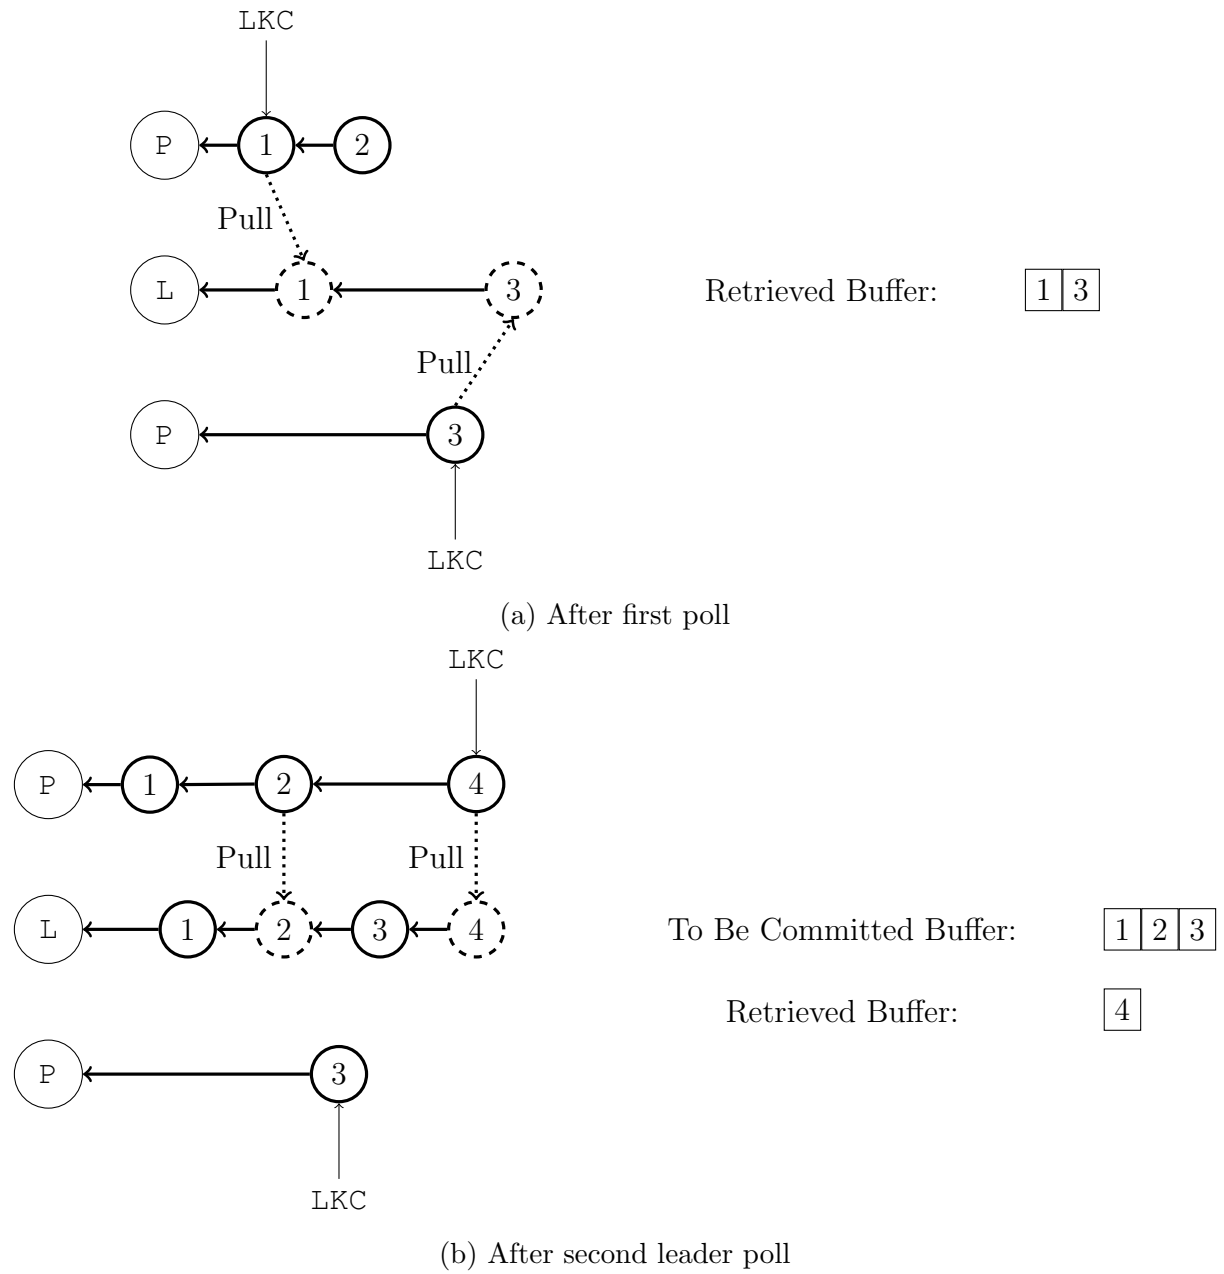 LKC
P 1 2
Pull
L 1 3 Retrieved Buffer: 1 3
Pull
P 3
LKC
(a) After first poll
LKC
P 1 2 4
Pull Pull
L 1 2 3 4 To Be Committed Buffer: 1 2 3
Retrieved Buffer: 4
P 3
LKC
(b) After second leader poll